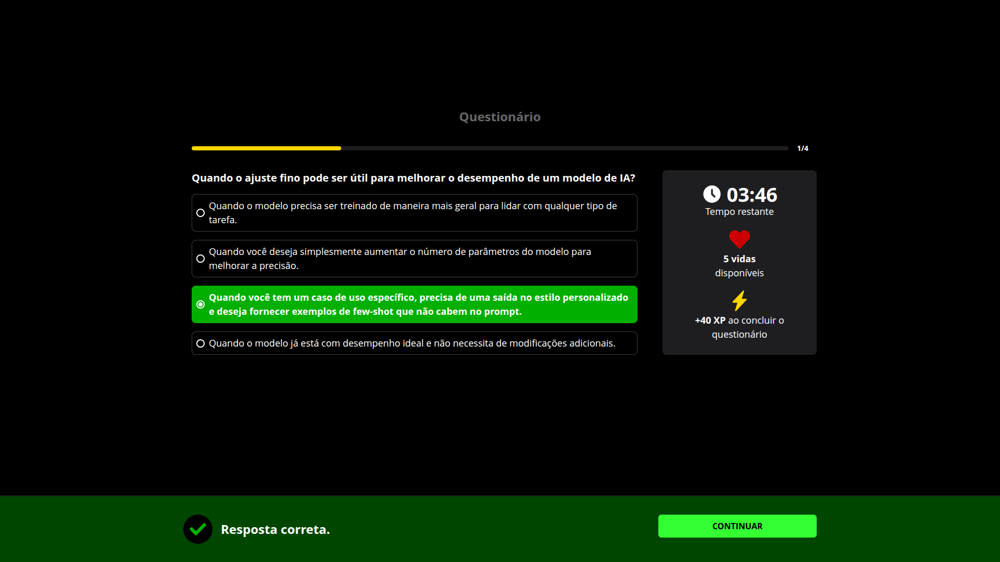 Questionário
1/4
Quando o ajuste fino pode ser útil para melhorar o desempenho de um modelo de IA?
Quando o modelo precisa ser treinado de maneira mais geral para lidar com qualquer tipo de
tarefa.
Quando você deseja simplesmente aumentar o número de parâmetros do modelo para
melhorar a precisão.
Quando você tem um caso de uso específico, precisa de uma saída no estilo personalizado
e deseja fornecer exemplos de few-shot que não cabem no prompt.
Quando o modelo já está com desempenho ideal e não necessita de modificações adicionais.
03:46
Tempo restante
5 vidas
disponíveis
+40 XP ao concluir o
questionário
Resposta correta.
CONTINUAR